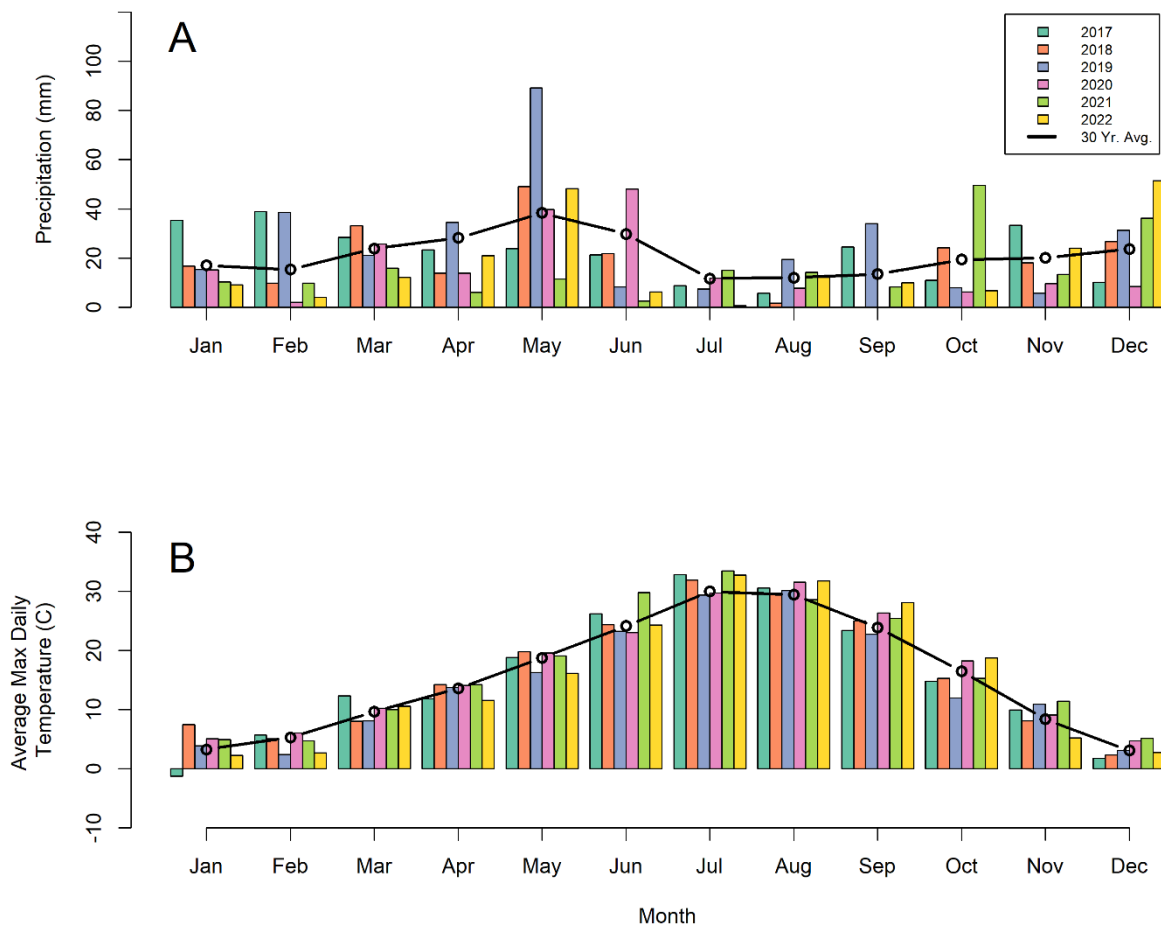 A
Precipitation (mm)
100
80
60
40
20
0
2017
2018
2019
2020
2021
2022
30 Yr. Avg.
Jan Feb Mar Apr May Jun Jul Aug Sep Oct Nov Dec
B
Average Max Daily
Temperature (C)
40
30
20
10
0
-10
Jan Feb Mar Apr May Jun Jul Aug Sep Oct Nov Dec
Month